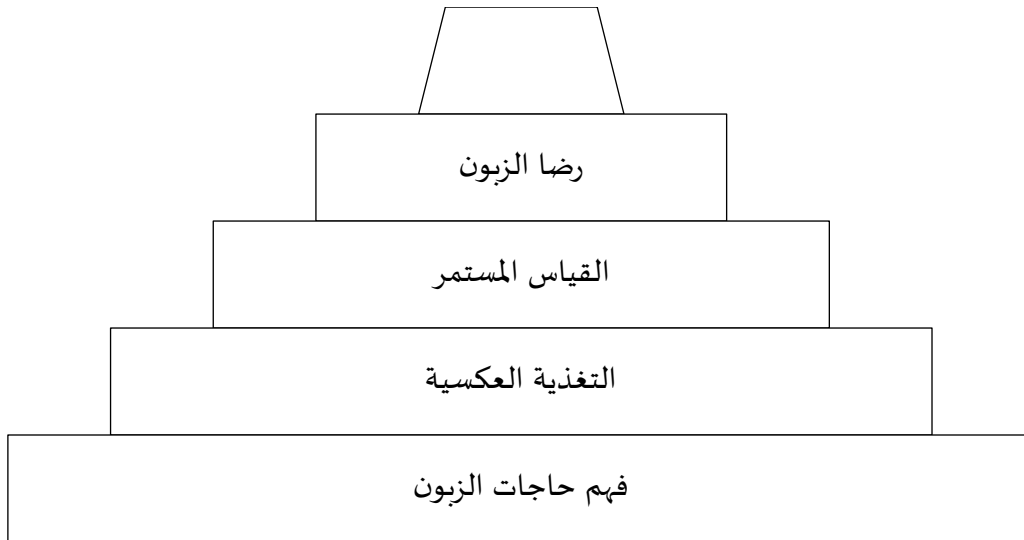 رضا الزبون
القياس المستمر
التغذية العكسية
فهم حاجات الزبون